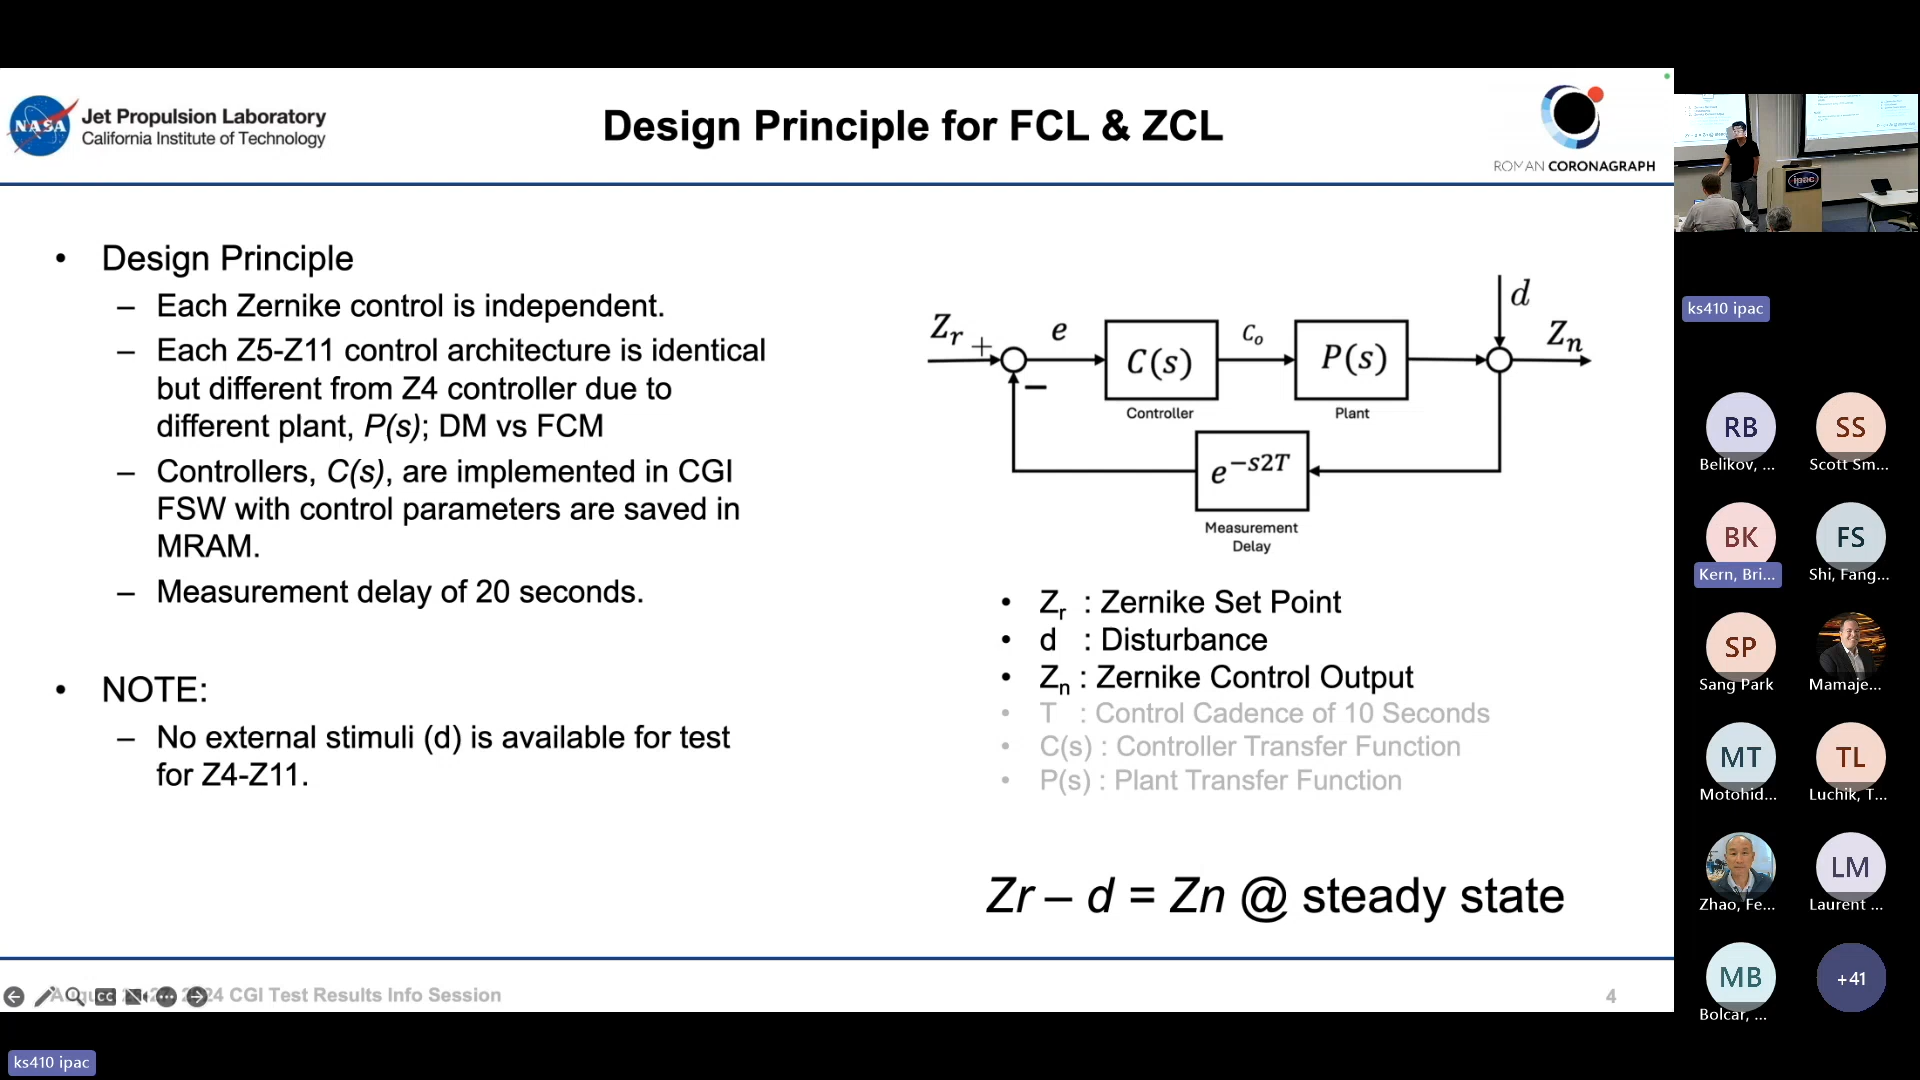 NASA
Jet Propulsion Laboratory
California Institute of Technology
Design Principle for FCL & ZCL
ROMAN CORONAGRAPH
• Design Principle
– Each Zernike control is independent.
– Each Z5-Z11 control architecture is identical
but different from Z4 controller due to
different plant, P(s); DM vs FCM
– Controllers, C(s), are implemented in CGI
FSW with control parameters are saved in
MRAM.
– Measurement delay of 20 seconds.
• NOTE:
– No external stimuli (d) is available for test
for Z4-Z11.
d
Zr + e C(s) Co P(s) Zn
–
Controller Plant
e^−s2T
Measurement
Delay
• Zr : Zernike Set Point
• d : Disturbance
• Zn : Zernike Control Output
• T : Control Cadence of 10 Seconds
• C(s) : Controller Transfer Function
• P(s) : Plant Transfer Function
Zr – d = Zn @ steady state
CGI Test Results Info Session
4
ks410 ipac
ipac
ks410 ipac
RB SS
Belikov, ... Scott Sm...
BK FS
Kern, Bri... Shi, Fang...
SP
Sang Park Mamaje...
MT TL
Motohid... Luchik, T...
LM
Zhao, Fe... Laurent ...
MB +41
Bolcar, ...